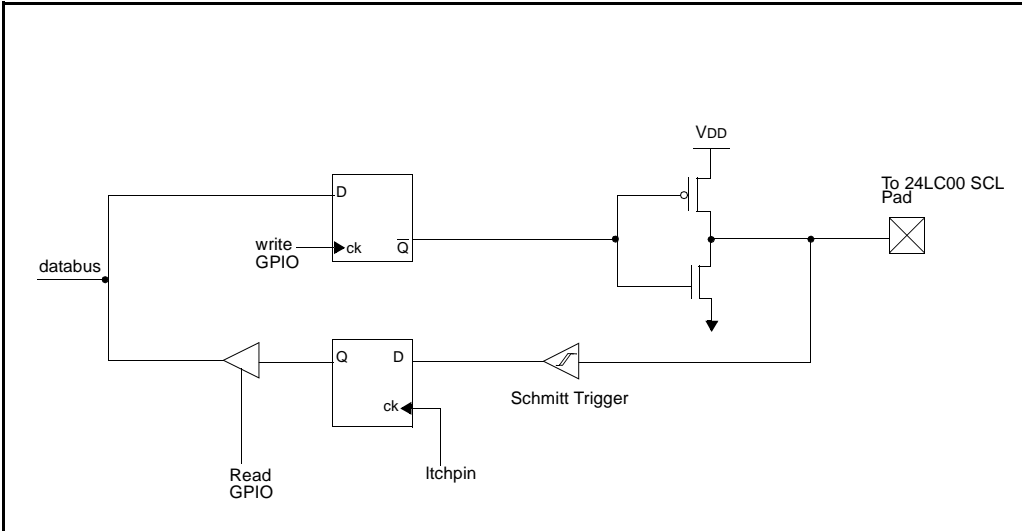 VDD
To 24LC00 SCL
Pad
D
write
GPIO
ck
Q
databus
Q
D
ck
Schmitt Trigger
Read
GPIO
ltchpin